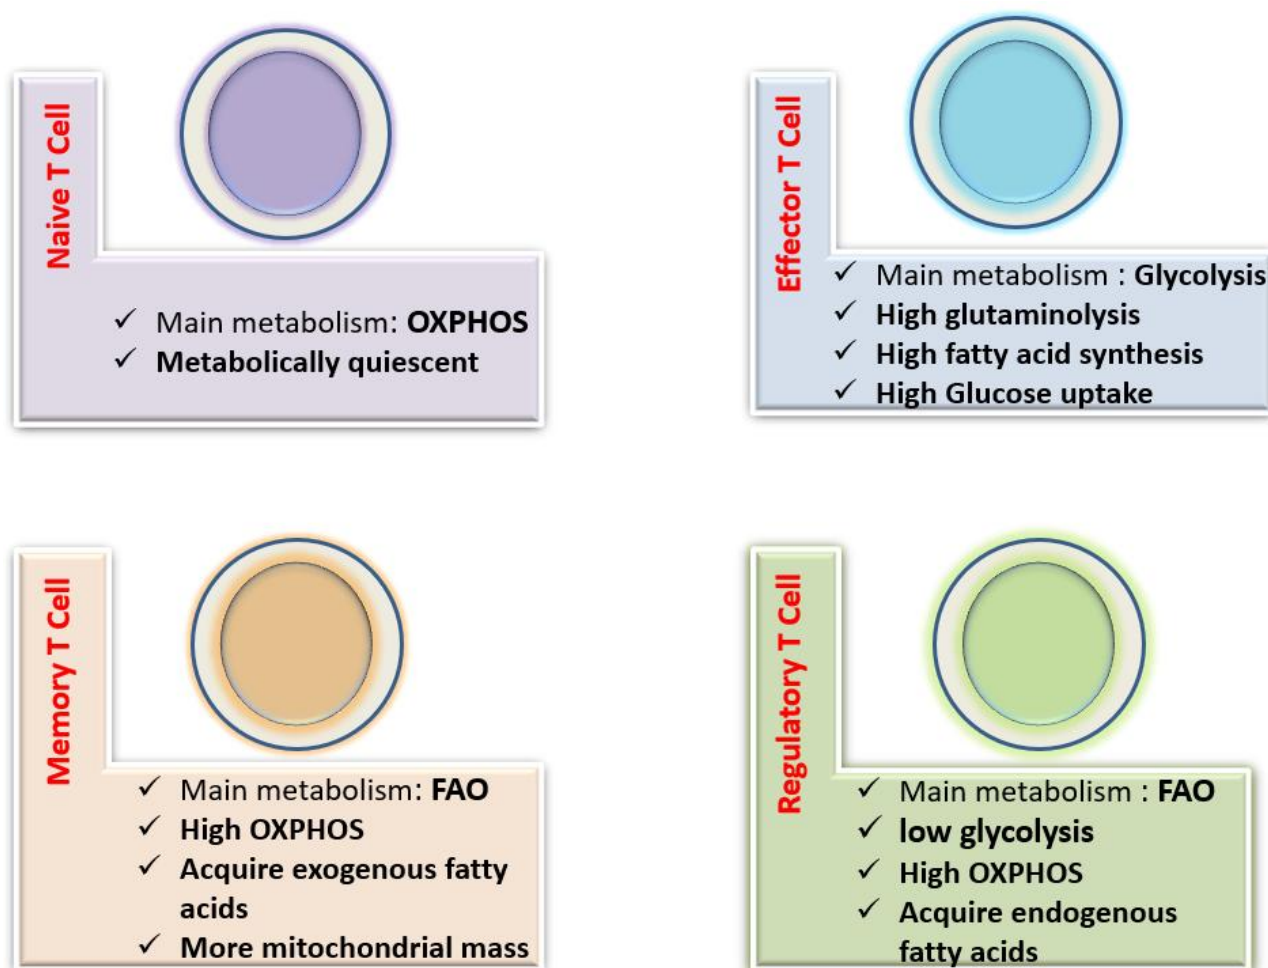 Naive T Cell
✓ Main metabolism: OXPHOS
✓ Metabolically quiescent
Effector T Cell
✓ Main metabolism : Glycolysis
✓ High glutaminolysis
✓ High fatty acid synthesis
✓ High Glucose uptake
Memory T Cell
✓ Main metabolism: FAO
✓ High OXPHOS
✓ Acquire exogenous fatty
acids
✓ More mitochondrial mass
Regulatory T Cell
✓ Main metabolism : FAO
✓ low glycolysis
✓ High OXPHOS
✓ Acquire endogenous
fatty acids